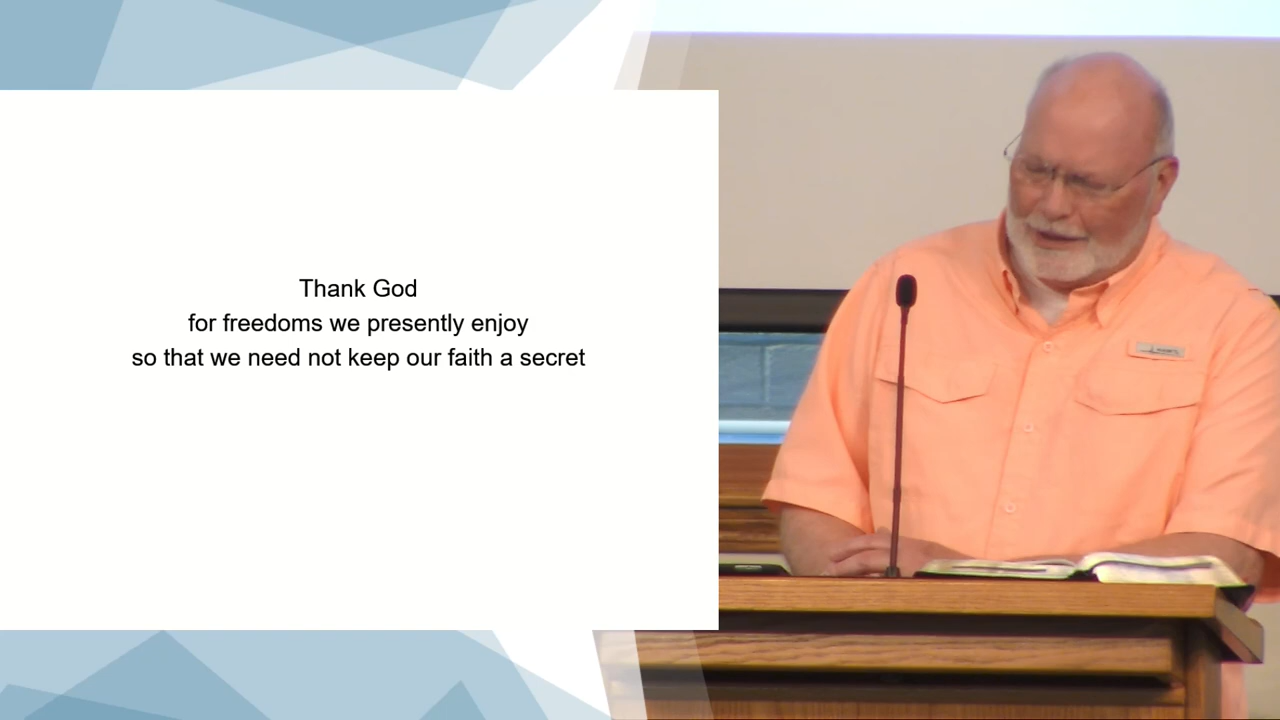 Thank God
for freedoms we presently enjoy
so that we need not keep our faith a secret